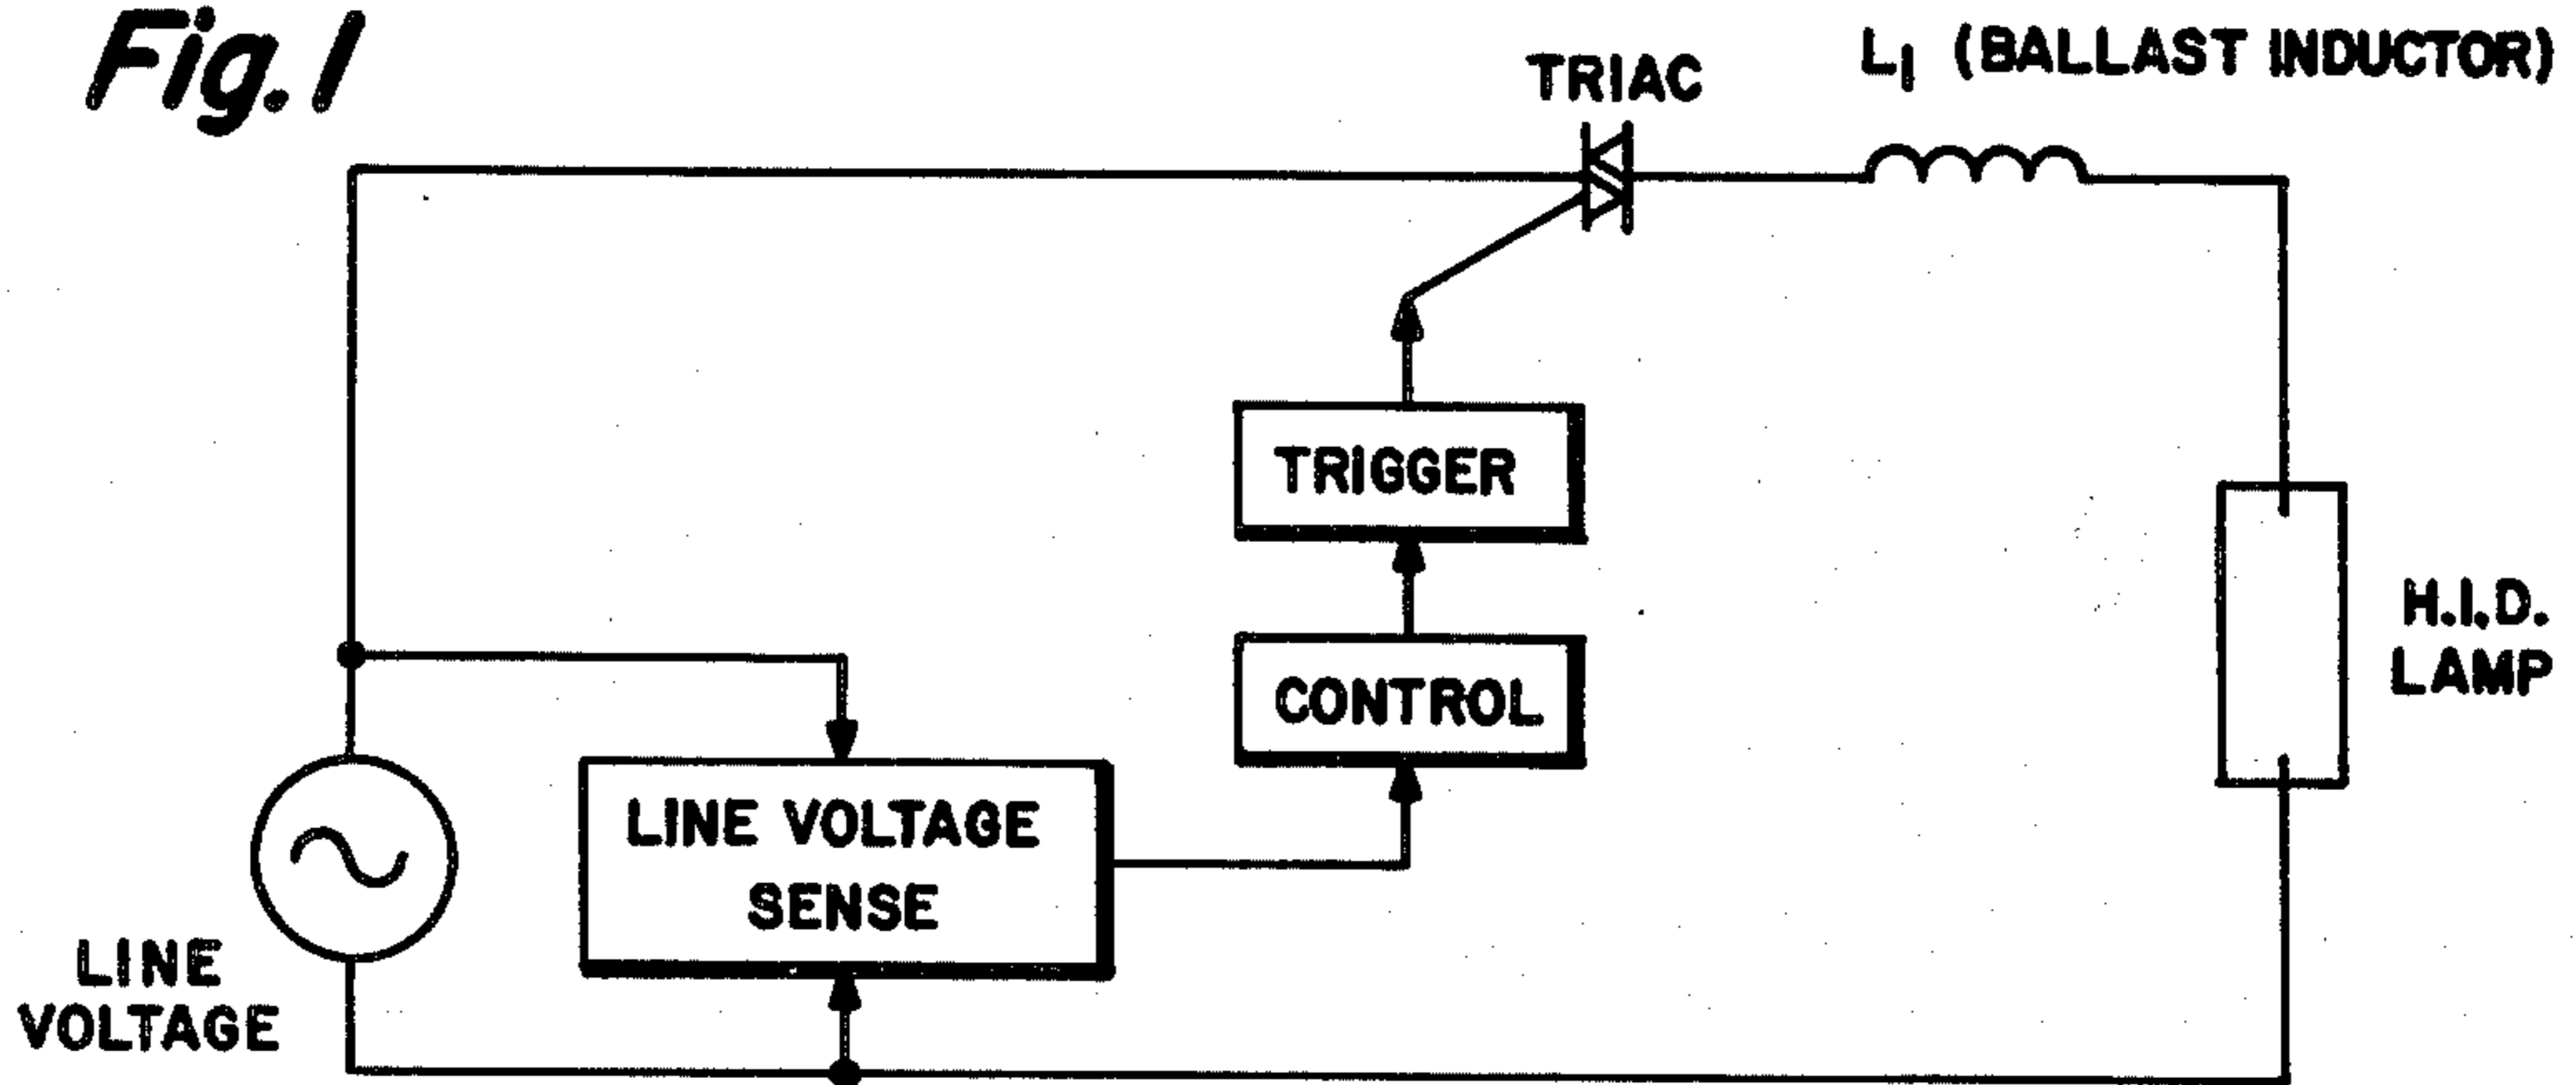 Fig. 1
TRIAC
L1 (BALLAST INDUCTOR)
TRIGGER
CONTROL
H.I.D.
LAMP
LINE VOLTAGE
SENSE
LINE
VOLTAGE